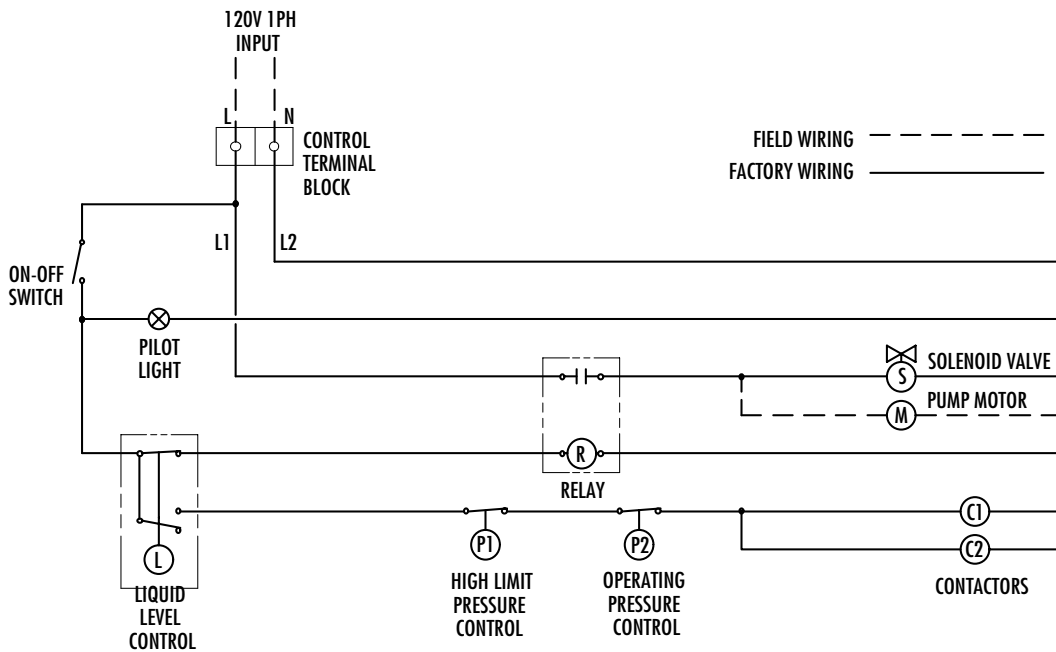 120V 1PH
INPUT
L
N
CONTROL
TERMINAL
BLOCK
FIELD WIRING
FACTORY WIRING
L1
L2
ON-OFF
SWITCH
PILOT
LIGHT
S
SOLENOID VALVE
M
PUMP MOTOR
R
RELAY
L
LIQUID
LEVEL
CONTROL
P1
HIGH LIMIT
PRESSURE
CONTROL
P2
OPERATING
PRESSURE
CONTROL
C1
C2
CONTACTORS